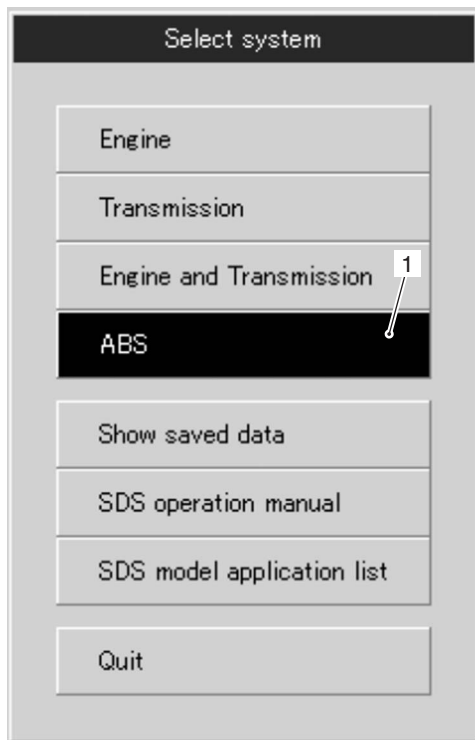 Select system
Engine
Transmission
Engine and Transmission
1
ABS
Show saved data
SDS operation manual
SDS model application list
Quit